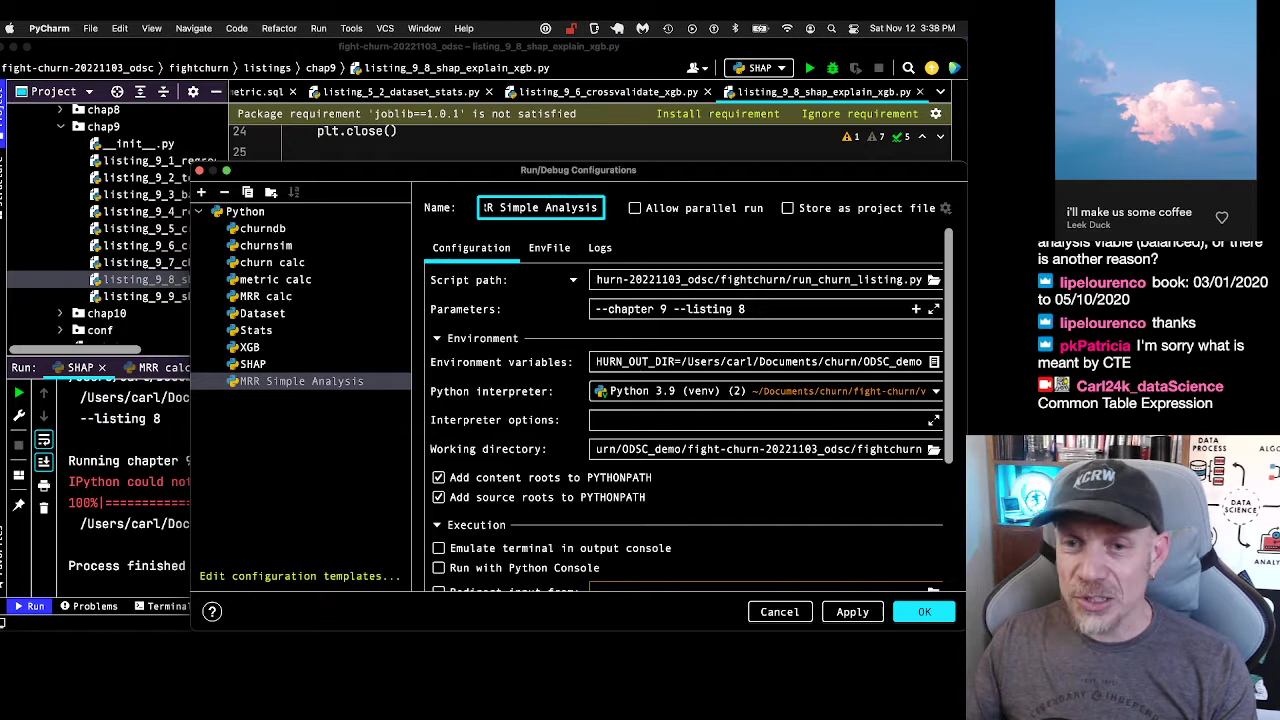 PyCharm File Edit View Navigate Code Refactor Run Tools VCS Window Help Sat Nov 12 3:38 PM
fight-churn-20221103_odsc – listing_9_8_shap_explain_xgb.py
fight-churn-20221103_odsc fightchurn listings chap9 listing_9_8_shap_explain_xgb.py SHAP
Project
etric.sql listing_5_2_dataset_stats.py listing_9_6_crossvalidate_xgb.py listing_9_8_shap_explain_xgb.py
Package requirement 'joblib==1.0.1' is not satisfied Install requirement Ignore requirement
24 plt.close()
25
1 7 5
chap8
chap9
__init__.py
listing_9_1_regre
listing_9_2_t
listing_9_3_b
listing_9_4_r
listing_9_5_c
listing_9_6_c
listing_9_7_c
listing_9_8_s
listing_9_9_s
chap10
conf
Run: SHAP MRR calc
--listing 8
Running chapter 9
IPython could not
100%|
/Users/carl/Doc
Process finished
Run Problems Terminal
Run/Debug Configurations
Python
churndb
churnsim
churn calc
metric calc
MRR calc
Dataset
Stats
XGB
SHAP
MRR Simple Analysis
Edit configuration templates...
Name: R Simple Analysis Allow parallel run Store as project file
Configuration EnvFile Logs
Script path: hurn-20221103_odsc/fightchurn/run_churn_listing.py
Parameters: --chapter 9 --listing 8
Environment
Environment variables: HURN_OUT_DIR=/Users/carl/Documents/churn/ODSC_demo
Python interpreter: Python 3.9 (venv) (2) ~/Documents/churn/fight-churn/v
Interpreter options:
Working directory: urn/ODSC_demo/fight-churn-20221103_odsc/fightchurn
Add content roots to PYTHONPATH
Add source roots to PYTHONPATH
Execution
Emulate terminal in output console
Run with Python Console
? Cancel Apply OK
i'll make us some coffee
Leek Duck
analysis viable (balanced), or there
is another reason?
lipelourenco book: 03/01/2020
to 05/10/2020
lipelourenco thanks
pkPatricia I'm sorry what is
meant by CTE
Carl24k_dataScience
Common Table Expression
KCRW
DATA
PROCESS
DATA
SCIENCE